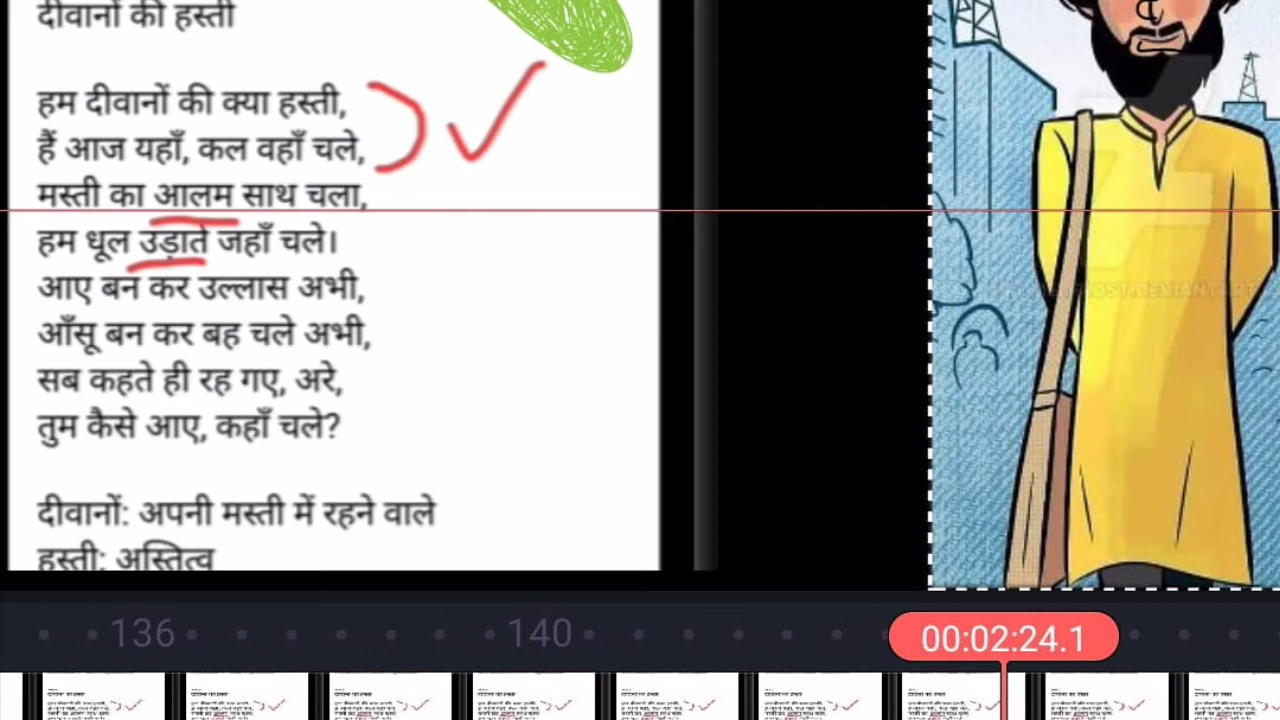 दीवानों की हस्ती
हम दीवानों की क्या हस्ती,
हैं आज यहाँ, कल वहाँ चले,
मस्ती का आलम साथ चला,
हम धूल उड़ाते जहाँ चले।
आए बन कर उल्लास अभी,
आँसू बन कर बह चले अभी,
सब कहते ही रह गए, अरे,
तुम कैसे आए, कहाँ चले?
दीवानों: अपनी मस्ती में रहने वाले
हस्ती: अस्तित्व
136
140
00:02:24.1